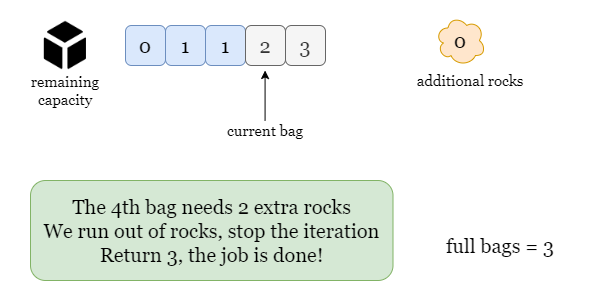 0 1 1 2 3
0
remaining
capacity
additional rocks
current bag
The 4th bag needs 2 extra rocks
We run out of rocks, stop the iteration
Return 3, the job is done!
full bags = 3